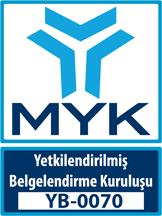 MYK
Yetkilendirilmiş
Belgelendirme Kuruluşu
YB-0070